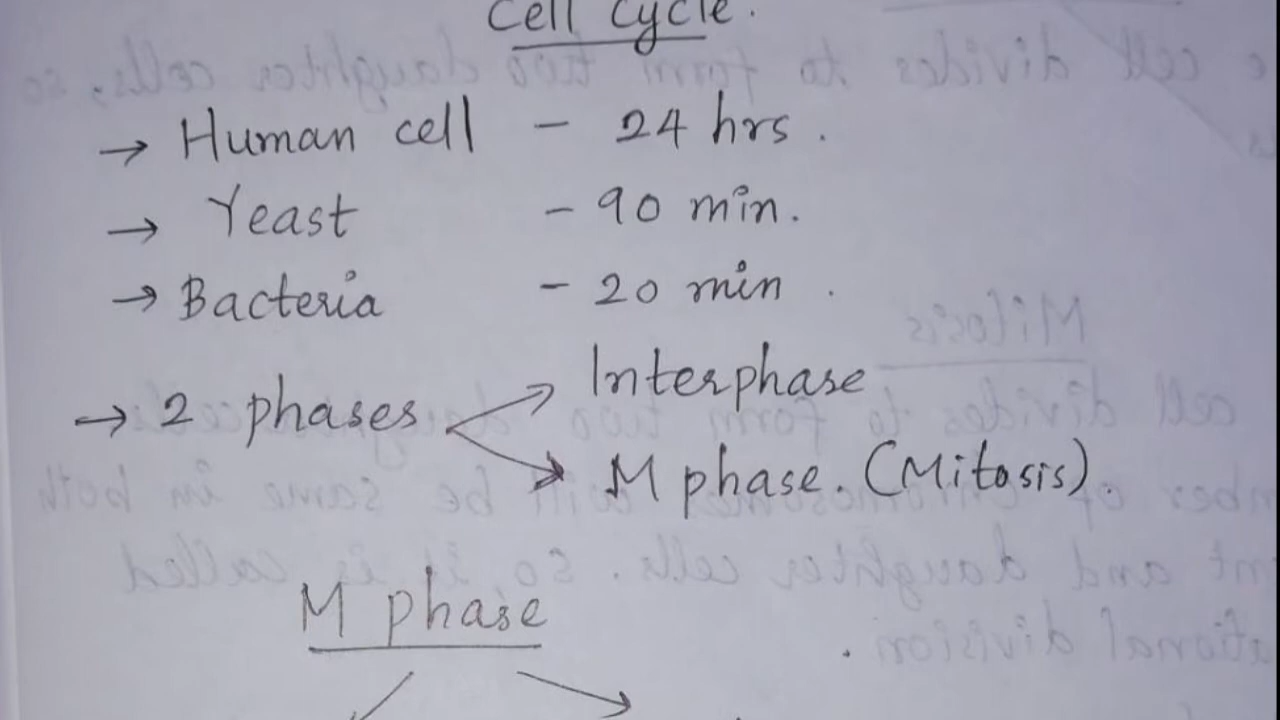 Cell Cycle.
→ Human cell - 24 hrs.
→ Yeast - 90 min.
→ Bacteria - 20 min.
→ 2 phases → Interphase
→ M phase. (Mitosis).
M phase